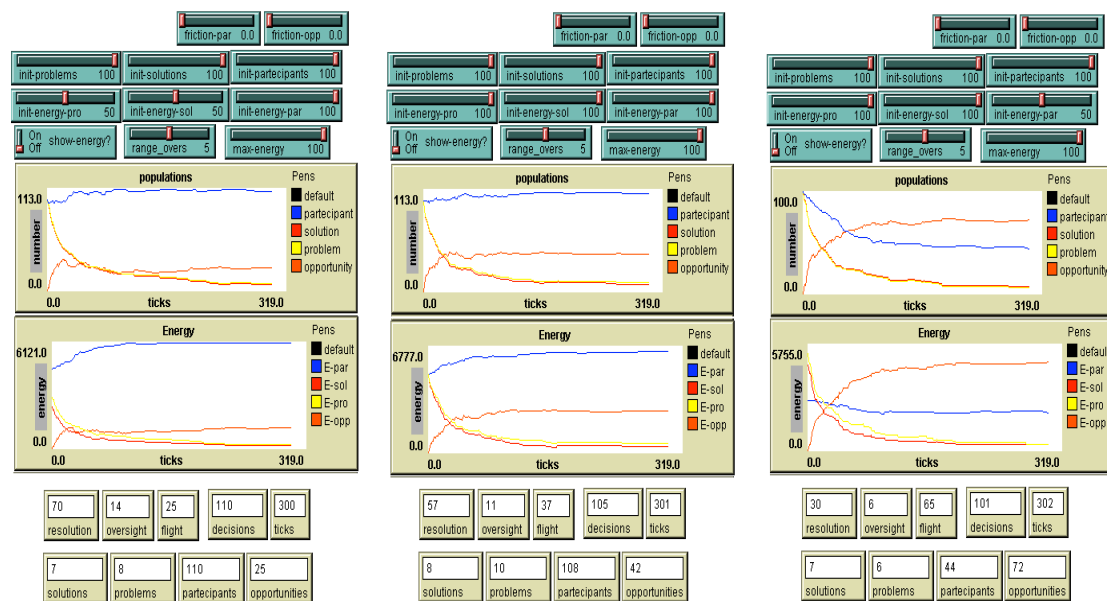 friction-par 0.0 friction-opp 0.0
init-problems 100 init-solutions 100 init-partecipants 100
init-energy-pro 50 init-energy-sol 50 init-energy-par 100
On
Off show-energy? range_overs 5 max-energy 100
populations
113.0
number
0.0
0.0 ticks 319.0
Pens
default
partecipant
solution
problem
opportunity
Energy
6121.0
energy
0.0
0.0 ticks 319.0
Pens
default
E-par
E-sol
E-pro
E-opp
70 14 25 110 300
resolution oversight flight decisions ticks
7 8 110 25
solutions problems partecipants opportunities
friction-par 0.0 friction-opp 0.0
init-problems 100 init-solutions 100 init-partecipants 100
init-energy-pro 100 init-energy-sol 100 init-energy-par 100
On
Off show-energy? range_overs 5 max-energy 100
populations
113.0
number
0.0
0.0 ticks 319.0
Pens
default
partecipant
solution
problem
opportunity
Energy
6777.0
energy
0.0
0.0 ticks 319.0
Pens
default
E-par
E-sol
E-pro
E-opp
57 11 37 105 301
resolution oversight flight decisions ticks
8 10 108 42
solutions problems partecipants opportunities
friction-par 0.0 friction-opp 0.0
init-problems 100 init-solutions 100 init-partecipants 100
init-energy-pro 100 init-energy-sol 100 init-energy-par 50
On
Off show-energy? range_overs 5 max-energy 100
populations
100.0
number
0.0
0.0 ticks 319.0
Pens
default
partecipant
solution
problem
opportunity
Energy
5755.0
energy
0.0
0.0 ticks 319.0
Pens
default
E-par
E-sol
E-pro
E-opp
30 6 65 101 302
resolution oversight flight decisions ticks
7 6 44 72
solutions problems partecipants opportunities